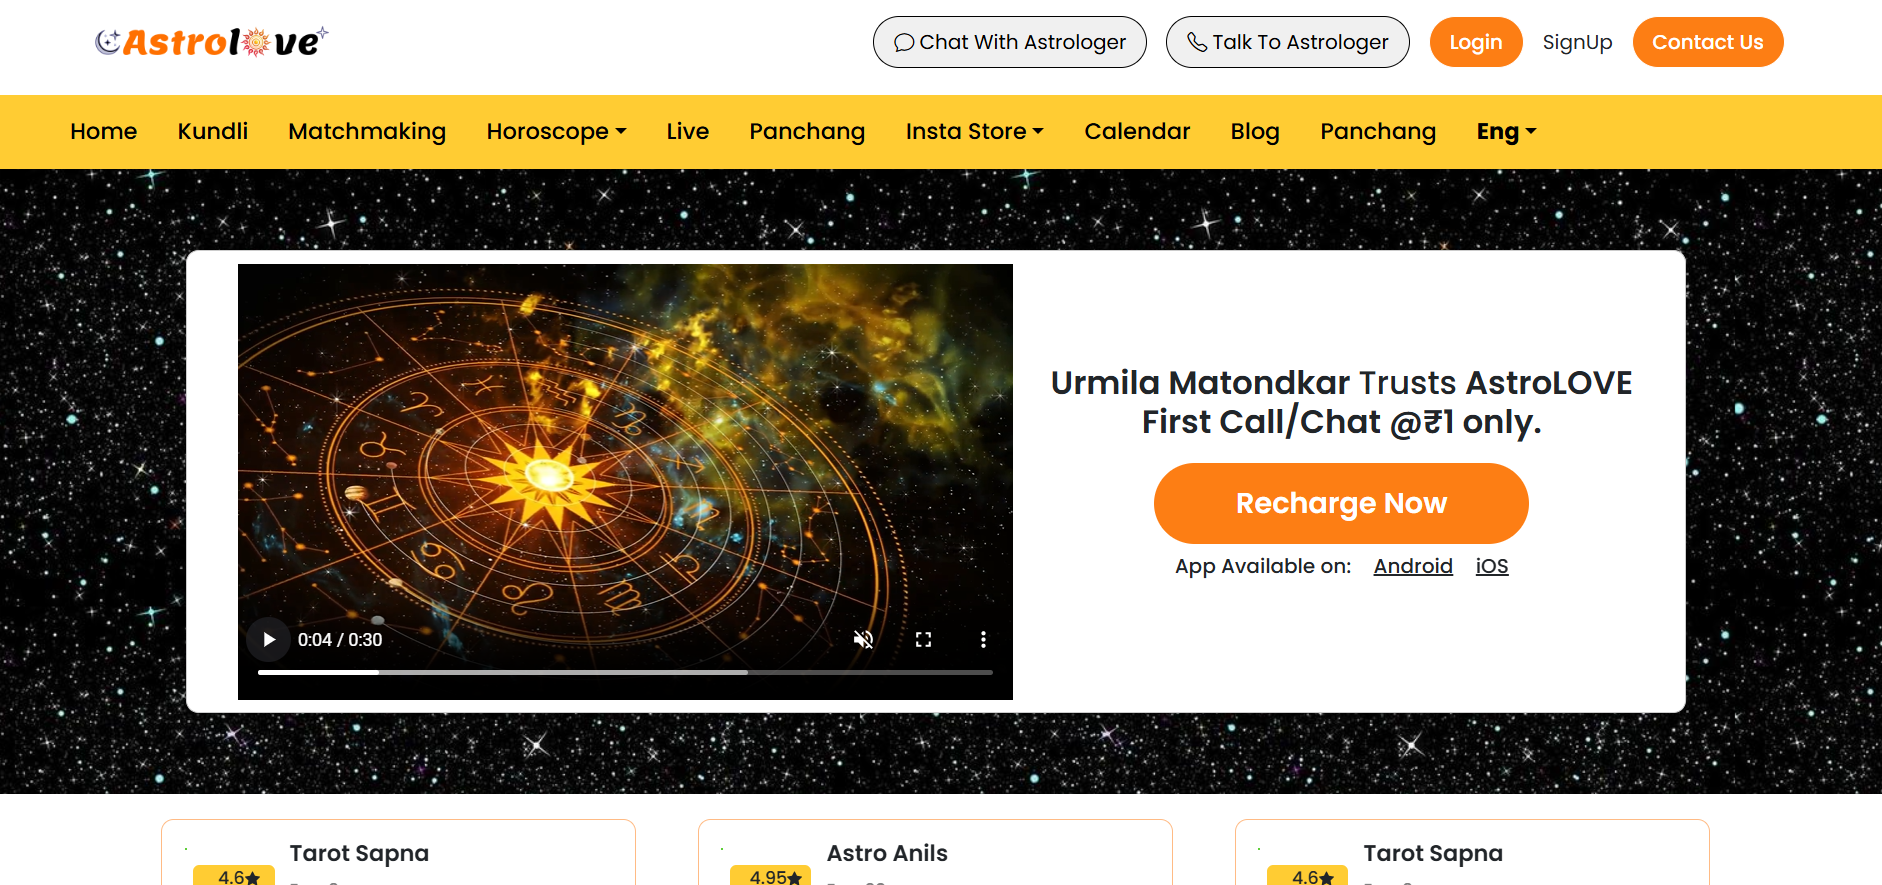 Astrolove
Chat With Astrologer
Talk To Astrologer
Login
SignUp
Contact Us
Home
Kundli
Matchmaking
Horoscope
Live
Panchang
Insta Store
Calendar
Blog
Panchang
Eng
Urmila Matondkar Trusts AstroLOVE
First Call/Chat @₹1 only.
Recharge Now
App Available on: Android iOS
0:04 / 0:30
Tarot Sapna
4.6★
Astro Anils
4.95★
Tarot Sapna
4.6★